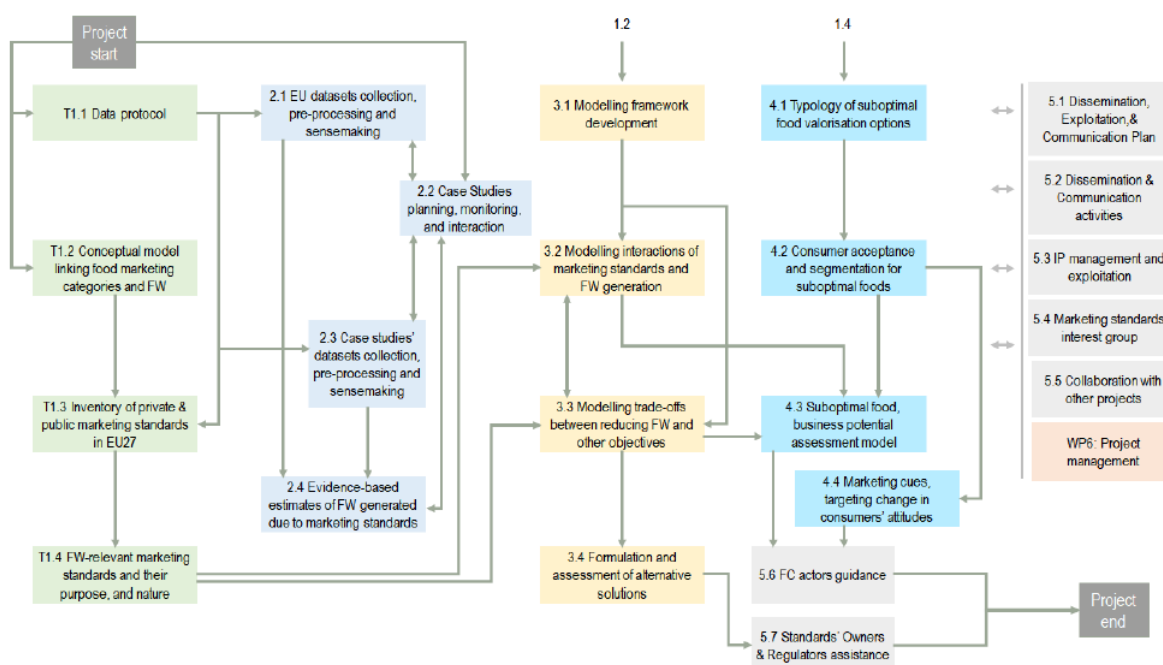 Project
start
1.2
1.4
T1.1 Data protocol
2.1 EU datasets collection,
pre-processing and
sensemaking
3.1 Modelling framework
development
4.1 Typology of suboptimal
food valorisation options
5.1 Dissemination,
Exploitation,&
Communication Plan
2.2 Case Studies
planning, monitoring,
and interaction
5.2 Dissemination &
Communication
activities
T1.2 Conceptual model
linking food marketing
categories and FW
3.2 Modelling interactions of
marketing standards and
FW generation
4.2 Consumer acceptance
and segmentation for
suboptimal foods
5.3 IP management and
exploitation
5.4 Marketing standards
interest group
2.3 Case studies'
datasets collection,
pre-processing and
sensemaking
5.5 Collaboration with
other projects
T1.3 Inventory of private &
public marketing standards
in EU27
3.3 Modelling trade-offs
between reducing FW and
other objectives
4.3 Suboptimal food,
business potential
assessment model
WP6: Project
management
2.4 Evidence-based
estimates of FW generated
due to marketing standards
4.4 Marketing cues,
targeting change in
consumers' attitudes
T1.4 FW-relevant marketing
standards and their
purpose, and nature
3.4 Formulation and
assessment of alternative
solutions
5.6 FC actors guidance
Project
end
5.7 Standards' Owners
& Regulators assistance